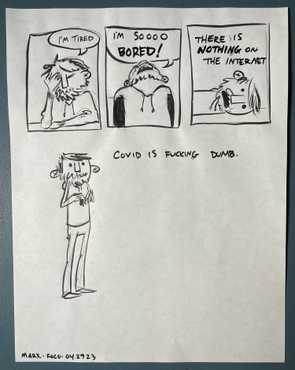 I'M TIRED
I'M SOOOO
BORED!
THERE IS
NOTHING ON
THE INTERNET
COVID IS FUCKING DUMB.
MARX - FOCO - 042923